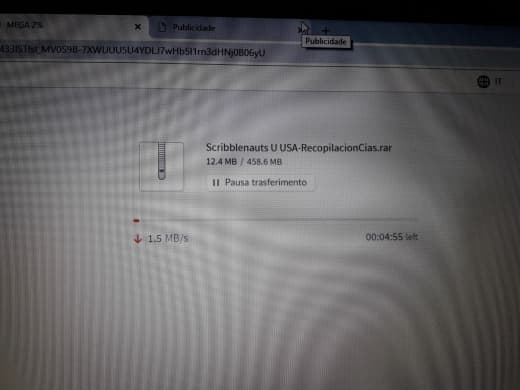 MEGA 2%
Publicidade
Publicidade
IT
Scribblenauts U USA-RecopilacionCias.rar
12.4 MB / 458.6 MB
Pausa trasferimento
1.5 MB/s
00:04:55 left